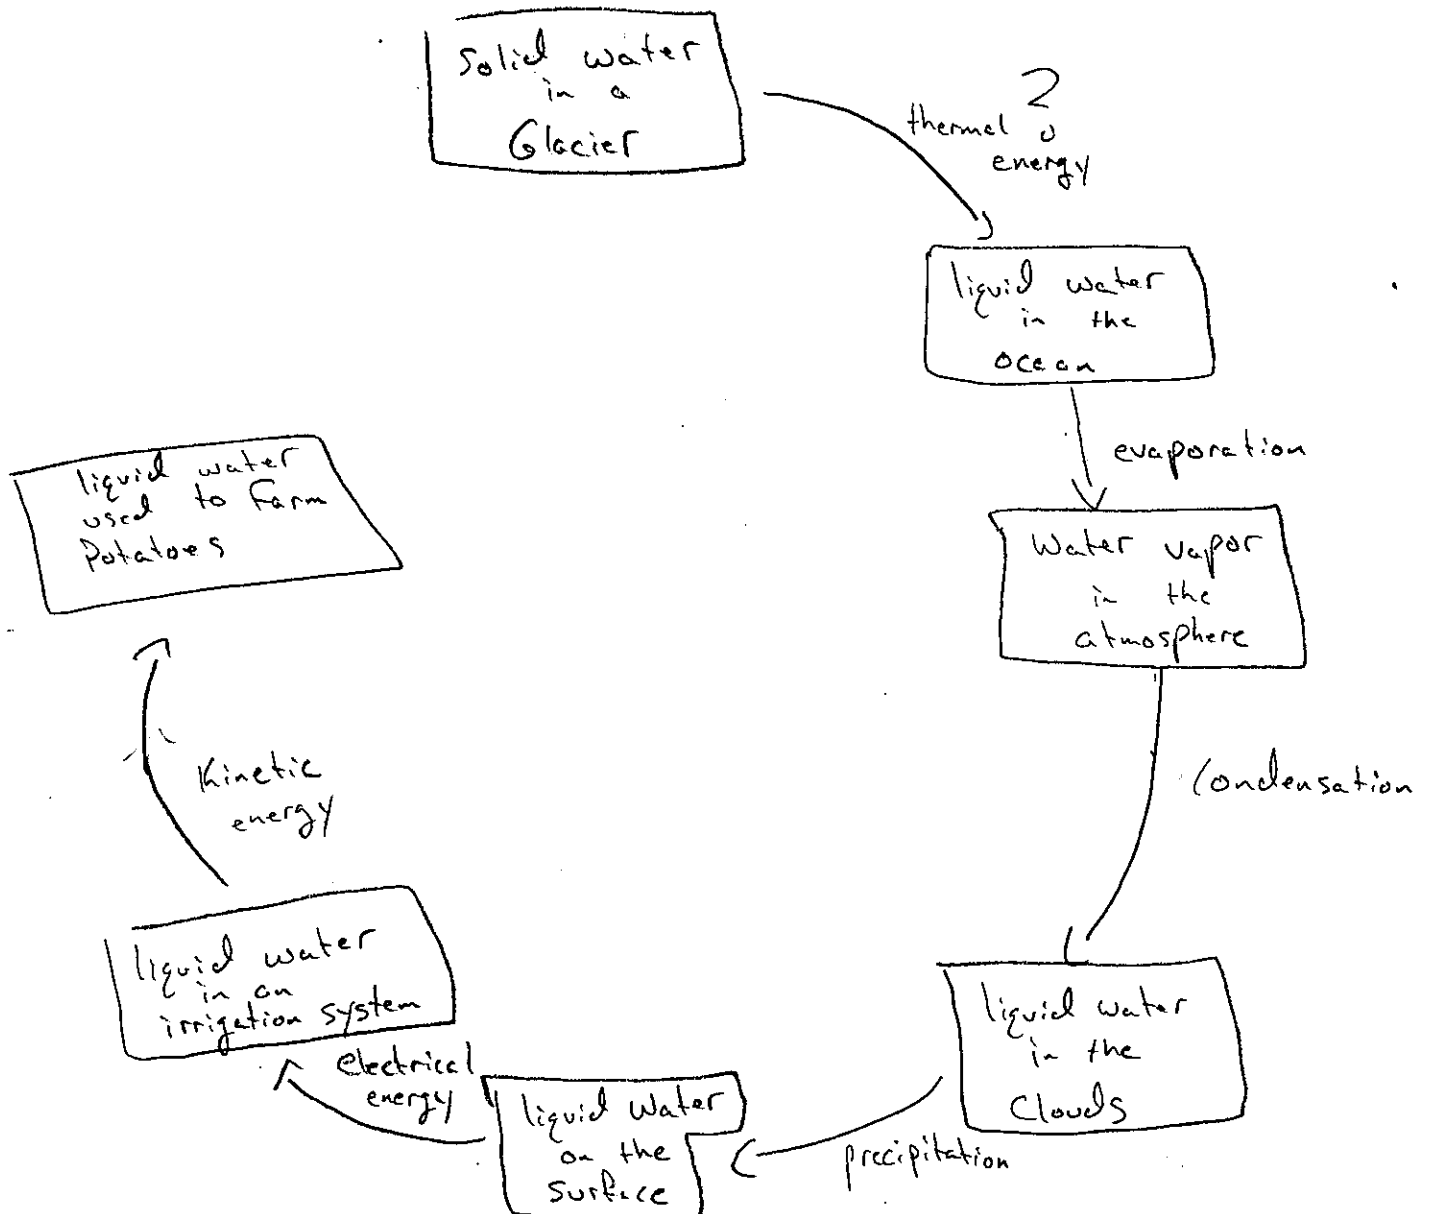 Solid water
in a
Glacier
?
thermal
energy
liquid water
in the
ocean
evaporation
Water vapor
in the
atmosphere
Condensation
liquid water
in the
Clouds
precipitation
liquid water
on the
surface
electrical
energy
liquid water
in an
irrigation system
Kinetic
energy
liquid water
used to Farm
Potatoes